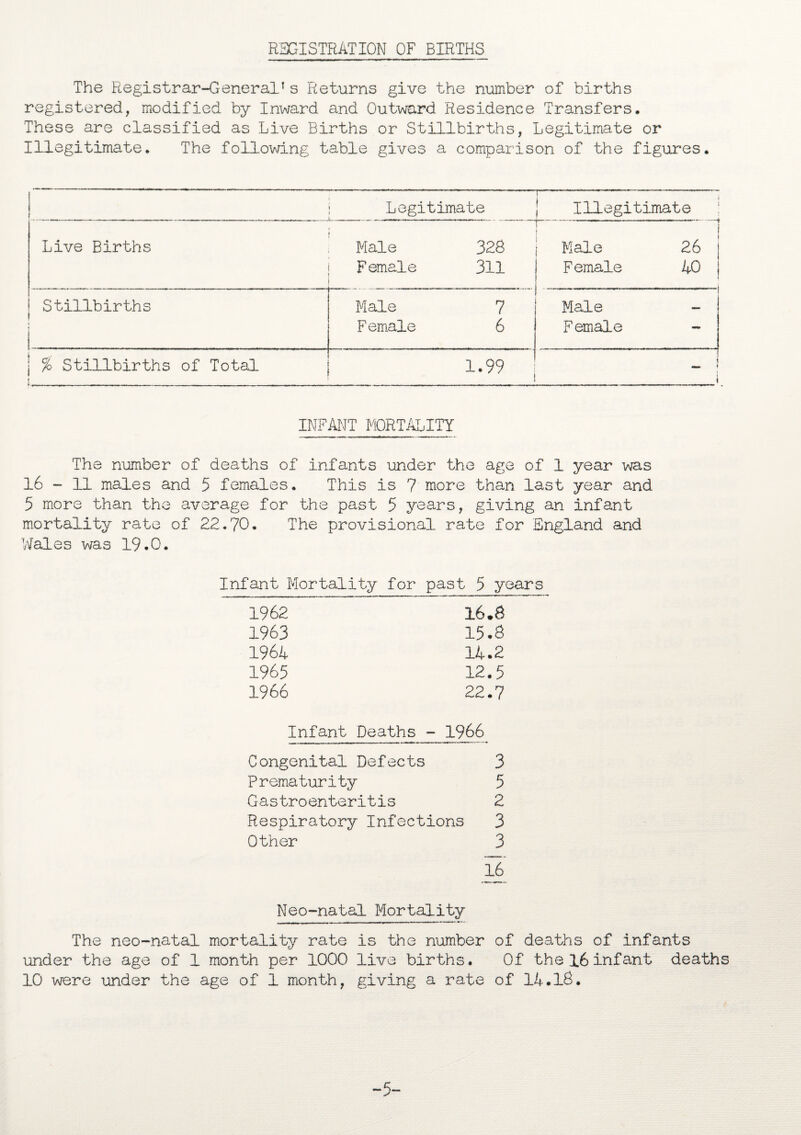 REGISTRATION OF BIRTHS
The Registrar-General's Returns give the number of births
registered, modified by Inward and Outward Residence Transfers.
These are classified as Live Births or Stillbirths, Legitimate or
Illegitimate. The following table gives a comparison of the figures.
Legitimate Illegitimate
Live Births Male 328 Male 26
Female 311 Female 40
Stillbirths Male 7 Male -
Female 6 Female -
% Stillbirths of Total 1.99 -
INFANT MORTALITY
The number of deaths of infants under the age of 1 year was
16 - 11 males and 5 females. This is 7 more than last year and
5 more than the average for the past 5 years, giving an infant
mortality rate of 22.70. The provisional rate for England and
Wales was 19.0.
Infant Mortality for past 5 years
1962 16.8
1963 15.8
1964 14.2
1965 12.5
1966 22.7
Infant Deaths - 1966
Congenital Defects 3
Prematurity 5
Gastroenteritis 2
Respiratory Infections 3
Other 3
16
Neo-natal Mortality
The neo-natal mortality rate is the number of deaths of infants
under the age of 1 month per 1000 live births. Of the 16 infant deaths
10 were under the age of 1 month, giving a rate of 14.18.
-5-